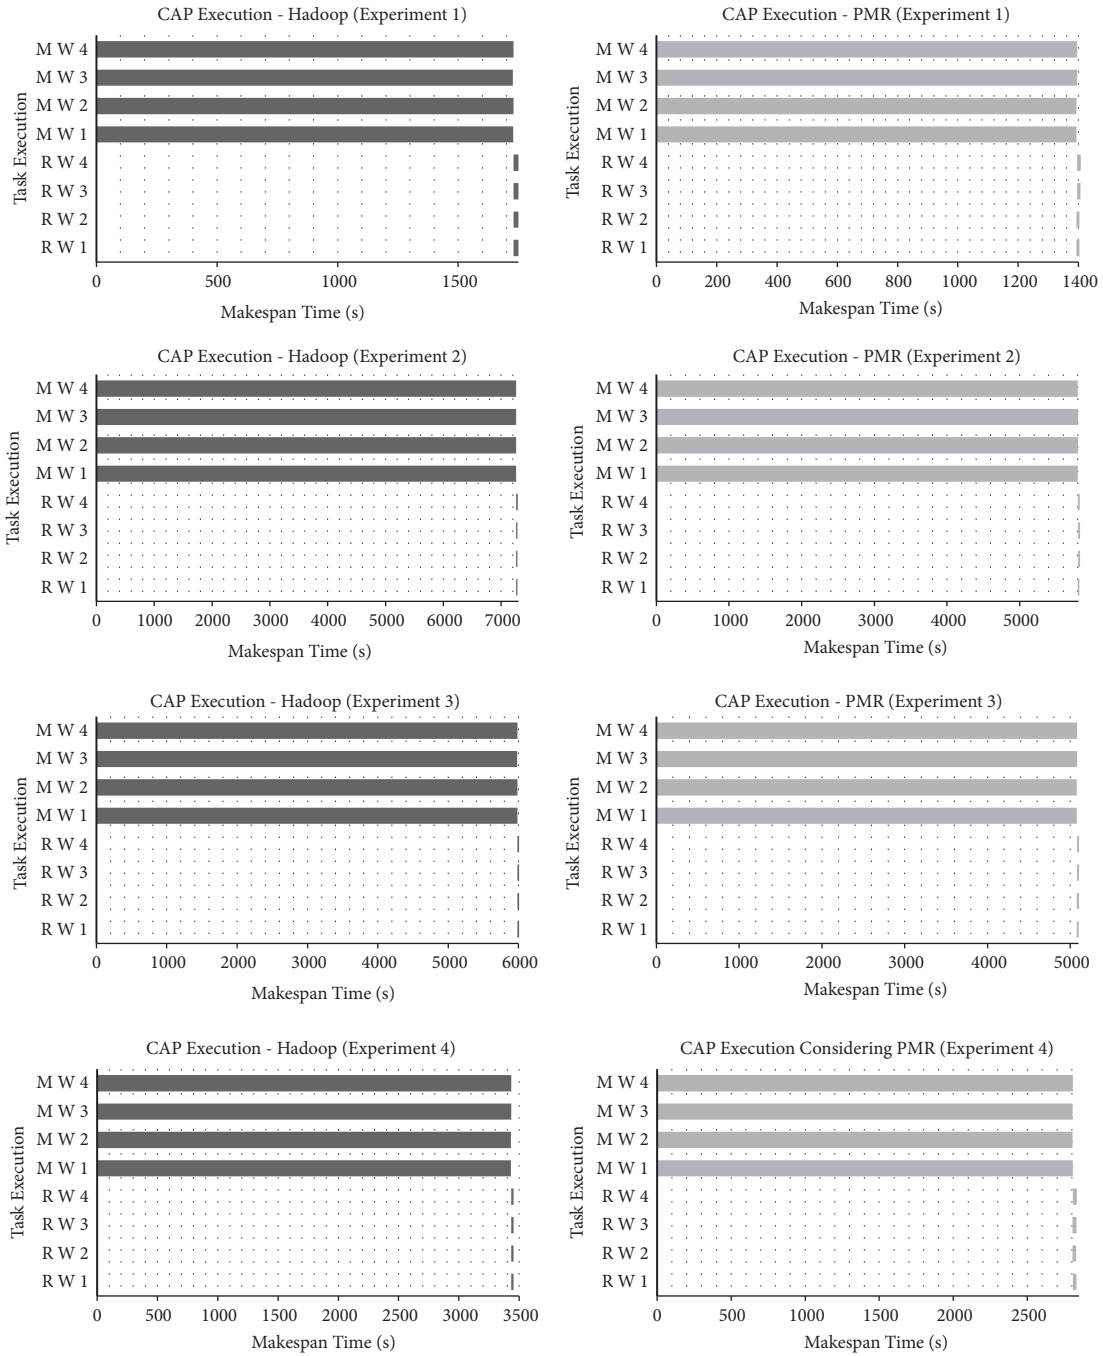 CAP Execution - Hadoop (Experiment 1)
Task Execution
M W 4
M W 3
M W 2
M W 1
R W 4
R W 3
R W 2
R W 1
0 500 1000 1500
Makespan Time (s)
CAP Execution - PMR (Experiment 1)
Task Execution
M W 4
M W 3
M W 2
M W 1
R W 4
R W 3
R W 2
R W 1
0 200 400 600 800 1000 1200 1400
Makespan Time (s)
CAP Execution - Hadoop (Experiment 2)
Task Execution
M W 4
M W 3
M W 2
M W 1
R W 4
R W 3
R W 2
R W 1
0 1000 2000 3000 4000 5000 6000 7000
Makespan Time (s)
CAP Execution - PMR (Experiment 2)
Task Execution
M W 4
M W 3
M W 2
M W 1
R W 4
R W 3
R W 2
R W 1
0 1000 2000 3000 4000 5000
Makespan Time (s)
CAP Execution - Hadoop (Experiment 3)
Task Execution
M W 4
M W 3
M W 2
M W 1
R W 4
R W 3
R W 2
R W 1
0 1000 2000 3000 4000 5000 6000
Makespan Time (s)
CAP Execution - PMR (Experiment 3)
Task Execution
M W 4
M W 3
M W 2
M W 1
R W 4
R W 3
R W 2
R W 1
0 1000 2000 3000 4000 5000
Makespan Time (s)
CAP Execution - Hadoop (Experiment 4)
Task Execution
M W 4
M W 3
M W 2
M W 1
R W 4
R W 3
R W 2
R W 1
0 500 1000 1500 2000 2500 3000 3500
Makespan Time (s)
CAP Execution Considering PMR (Experiment 4)
Task Execution
M W 4
M W 3
M W 2
M W 1
R W 4
R W 3
R W 2
R W 1
0 500 1000 1500 2000 2500
Makespan Time (s)